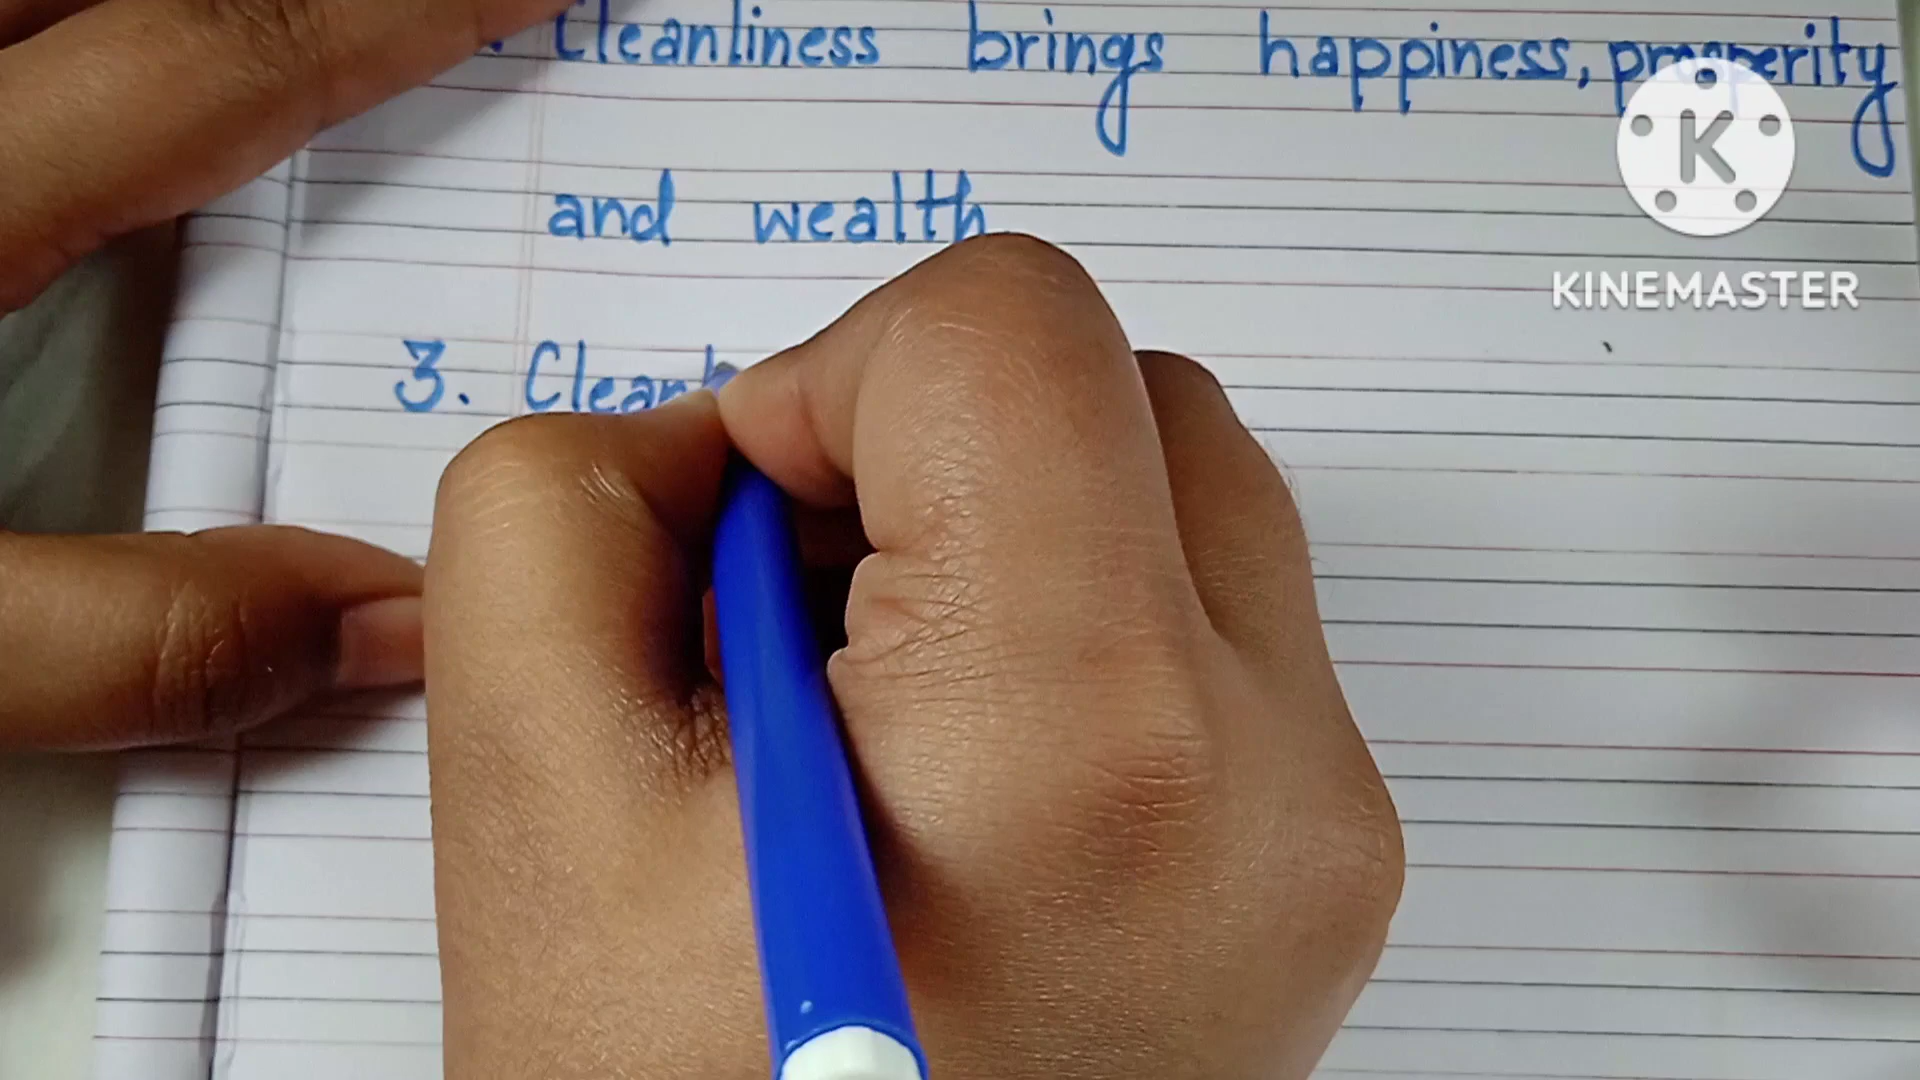 Cleanliness brings happiness, prosperity
and wealth
3. Clean
KINEMASTER